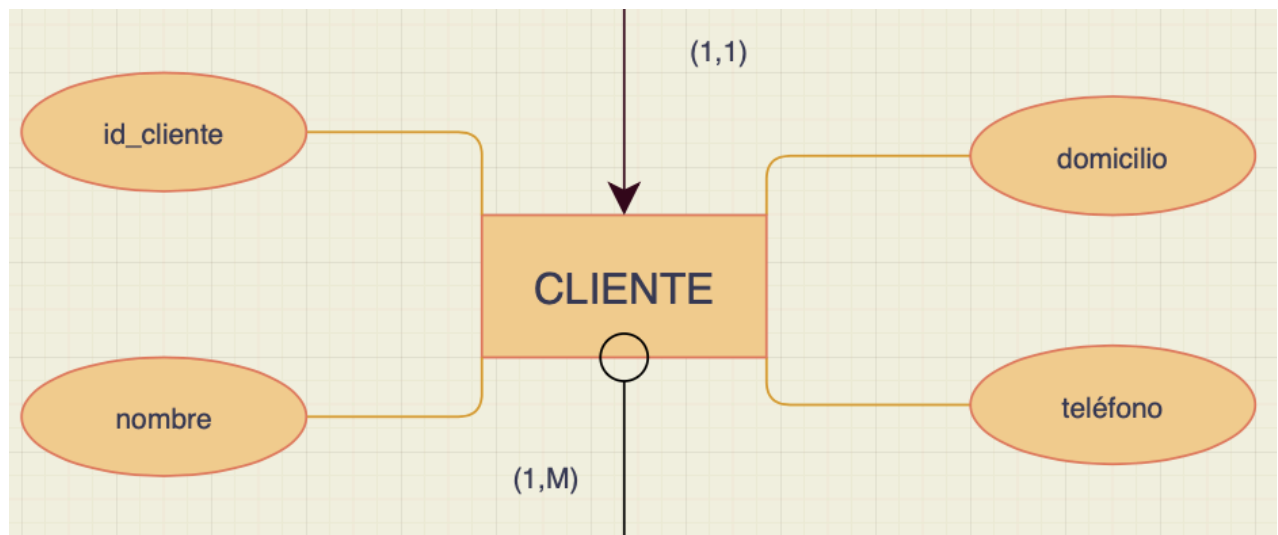 (1,1)
id_cliente
domicilio
CLIENTE
nombre
teléfono
(1,M)